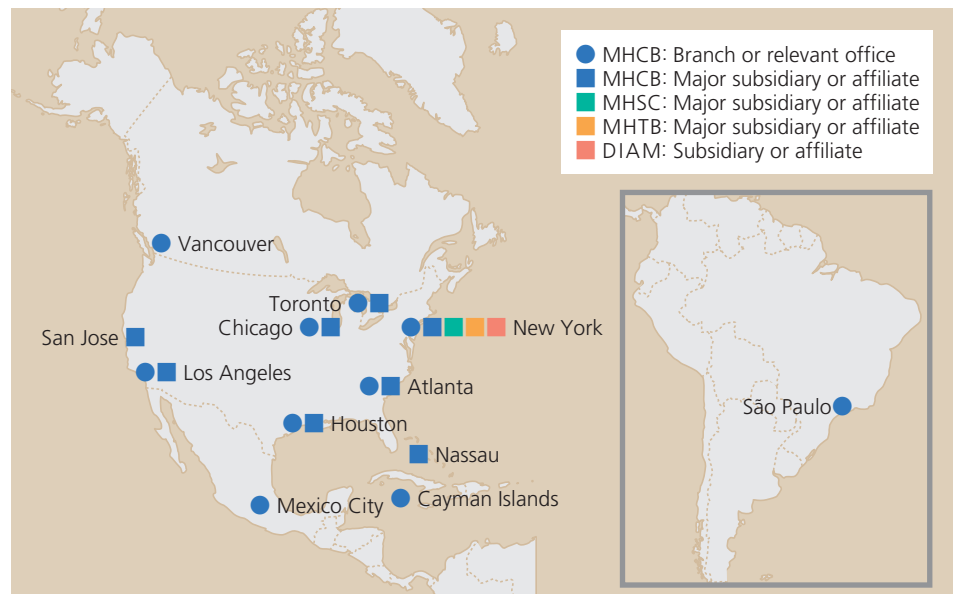 MHCB: Branch or relevant office
MHCB: Major subsidiary or affiliate
MHSC: Major subsidiary or affiliate
MHTB: Major subsidiary or affiliate
DIAM: Subsidiary or affiliate
Vancouver
Toronto
Chicago
New York
San Jose
Los Angeles
Atlanta
Houston
Nassau
Mexico City
Cayman Islands
São Paulo